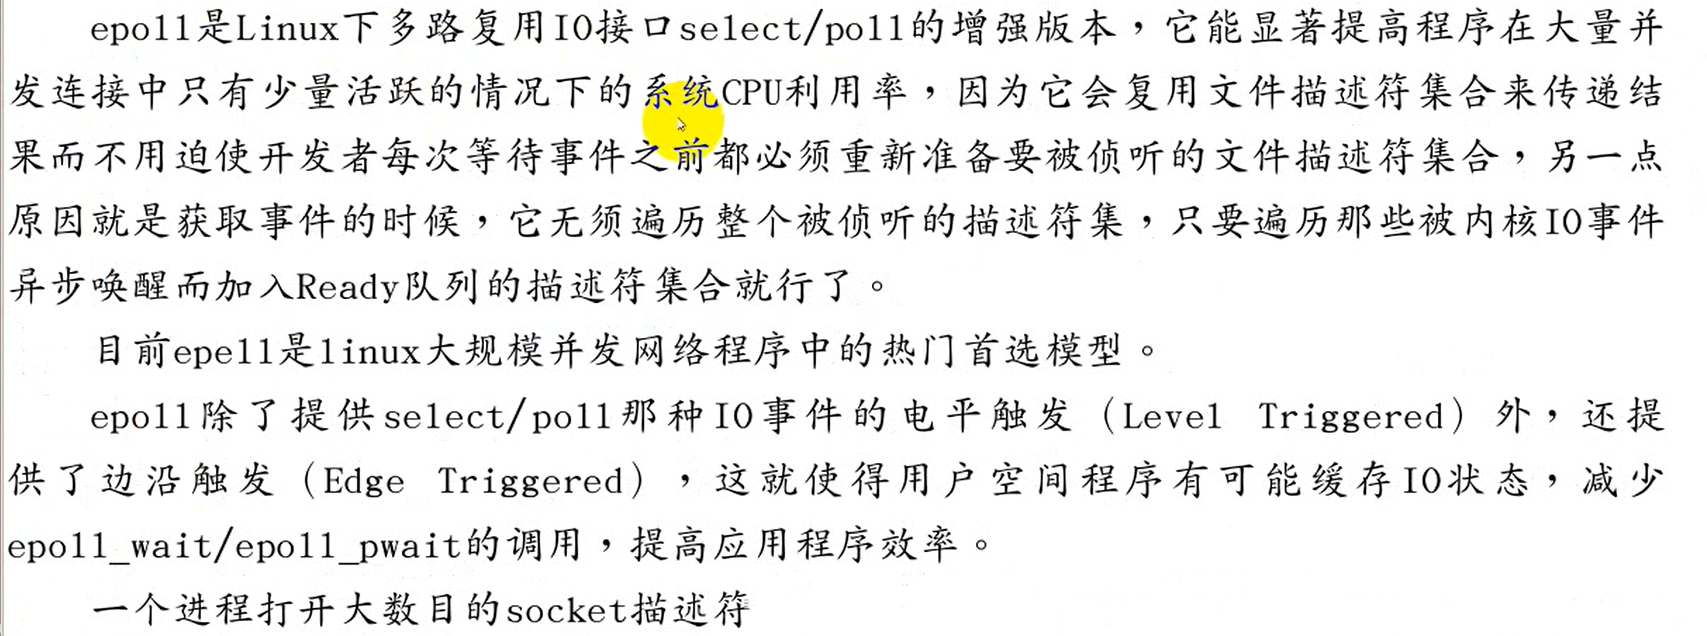 epoll是Linux下多路复用IO接口select/poll的增强版本，它能显著提高程序在大量并
发连接中只有少量活跃的情况下的系统CPU利用率，因为它会复用文件描述符集合来传递结
果而不用迫使开发者每次等待事件之前都必须重新准备要被侦听的文件描述符集合，另一点
原因就是获取事件的时候，它无须遍历整个被侦听的描述符集，只要遍历那些被内核IO事件
异步唤醒而加入Ready队列的描述符集合就行了。
目前epell是linux大规模并发网络程序中的热门首选模型。
epoll除了提供select/poll那种IO事件的电平触发（Level Triggered）外，还提
供了边沿触发（Edge Triggered），这就使得用户空间程序有可能缓存IO状态，减少
epoll_wait/epoll_pwait的调用，提高应用程序效率。
一个进程打开大数目的socket描述符